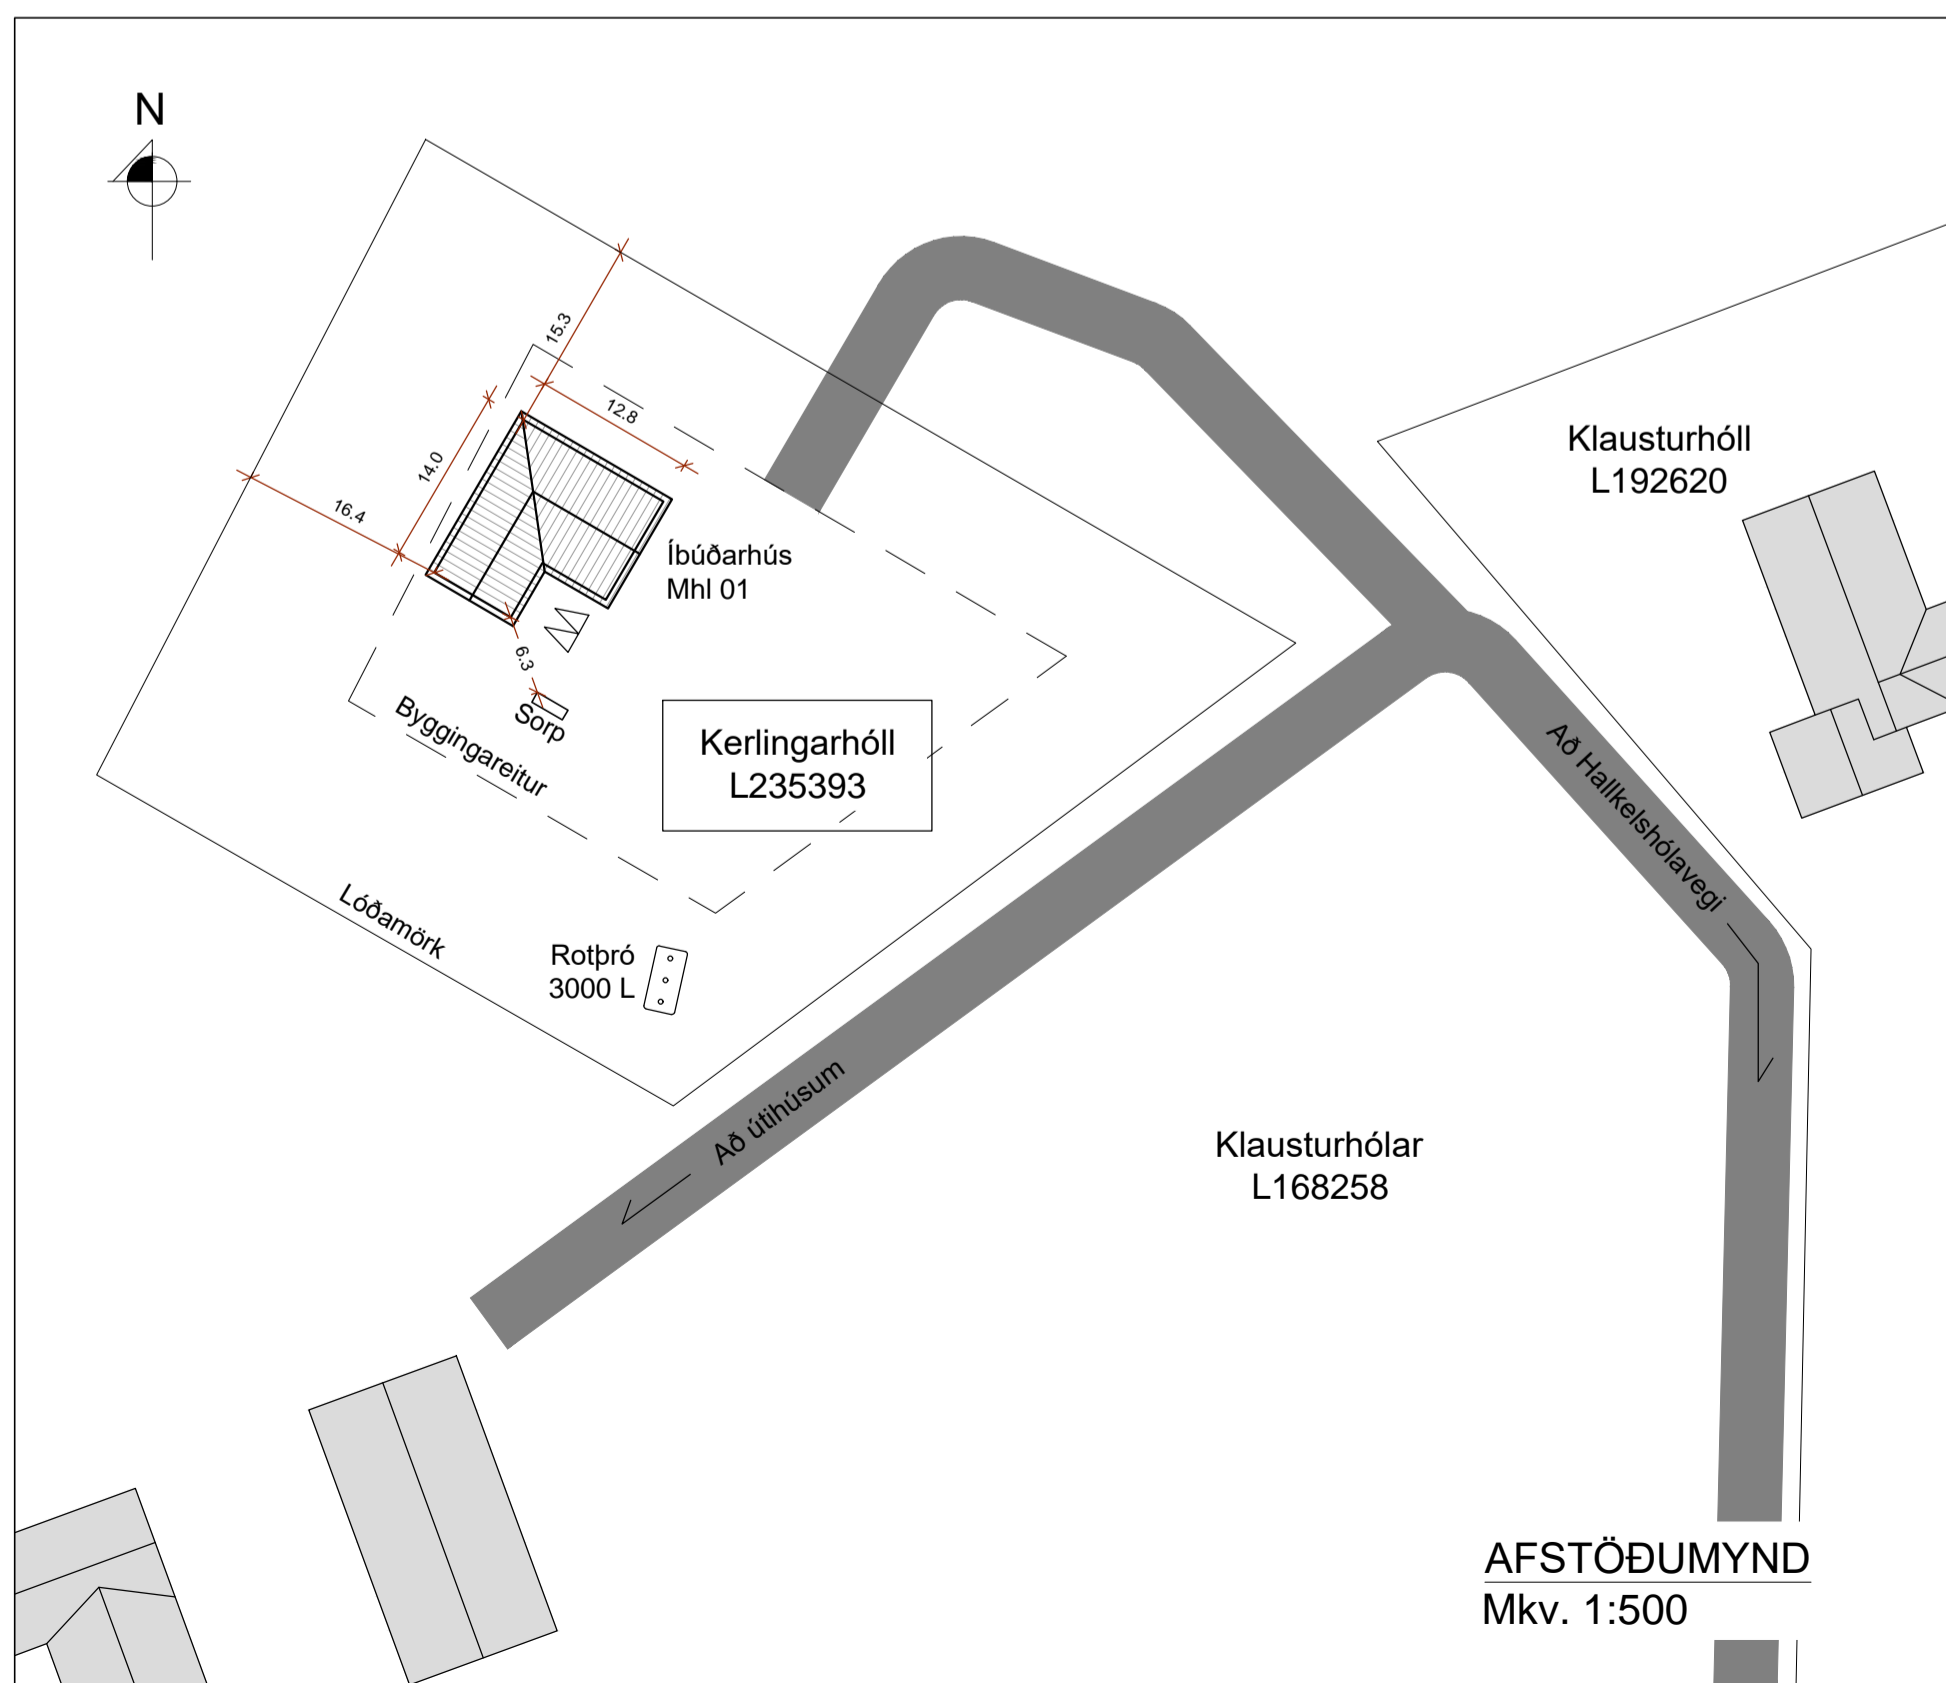 N
15.3
12.8
14.0
16.4
Íbúðarhús
Mhl 01
6.3
Sorp
Byggingareitur
Kerlingarhóll
L235393
Lóðamörk
Rotþró
3000 L
Klausturhóll
L192620
Að Hallkelshólavegi
Að útihúsum
Klausturhólar
L168258
AFSTÖÐUMYND
Mkv. 1:500